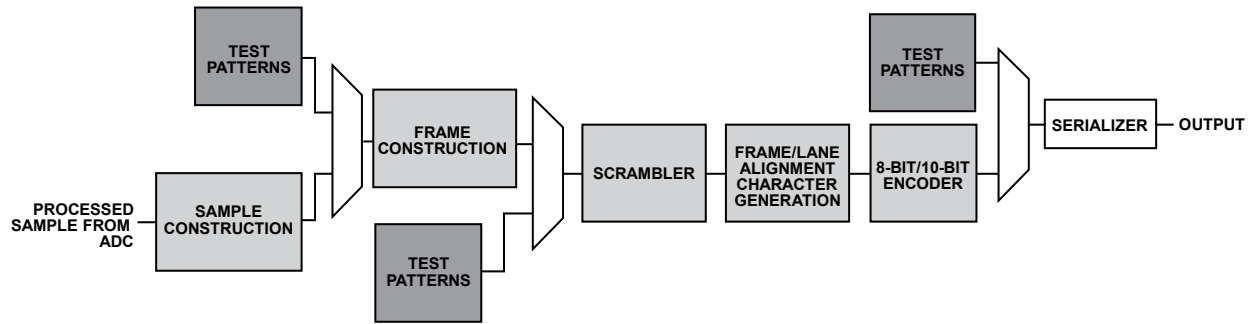 TEST
PATTERNS
FRAME
CONSTRUCTION
PROCESSED
SAMPLE FROM
ADC
SAMPLE
CONSTRUCTION
TEST
PATTERNS
SCRAMBLER
FRAME/LANE
ALIGNMENT
CHARACTER
GENERATION
8-BIT/10-BIT
ENCODER
TEST
PATTERNS
SERIALIZER
OUTPUT